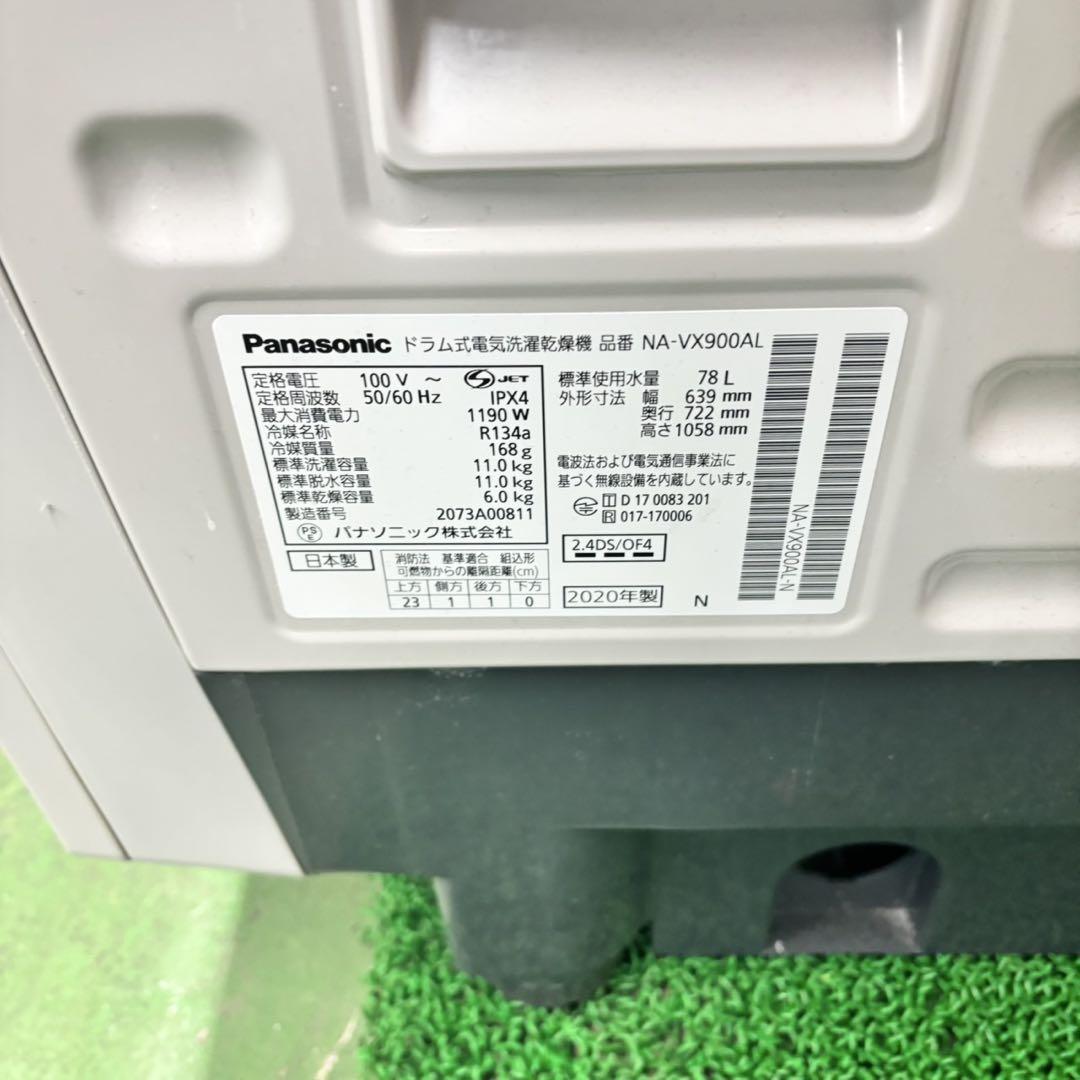 Panasonic ドラム式電気洗濯乾燥機 品番 NA-VX900AL
定格電圧 100 V ～ S JET
定格周波数 50/60 Hz IPX4
最大消費電力 1190 W
冷媒名称 R134a
冷媒質量 168 g
標準洗濯容量 11.0 kg
標準脱水容量 11.0 kg
標準乾燥容量 6.0 kg
製造番号 2073A00811
PSE パナソニック株式会社
標準使用水量 78 L
外形寸法 幅 639 mm
奥行 722 mm
高さ1058 mm
電波法および電気通信事業法に
基づく無線設備を内蔵しています。
T D 17 0083 201
R 017-170006
2.4DS/OF4
日本製
消防法 基準適合 組込形
可燃物からの離隔距離(cm)
上方 側方 後方 下方
23 1 1 0
2020年製 N
NA-VX900AL-N